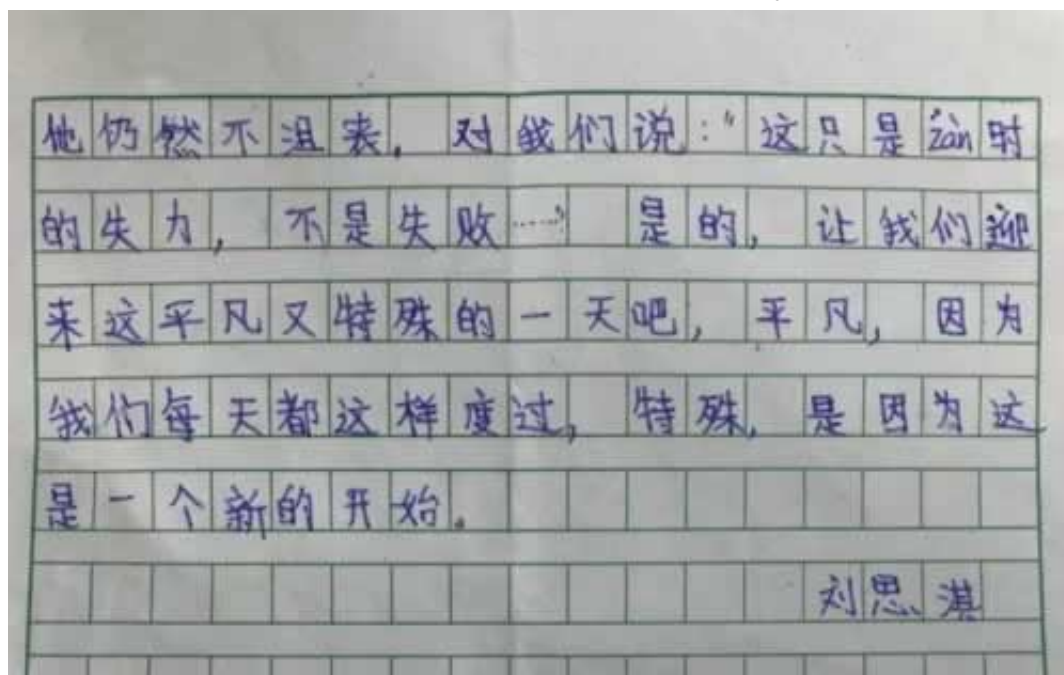 他仍然不沮丧，对我们说：“这只是zàn时
的失力，不是失败……”是的，让我们迎
来这平凡又特殊的一天吧，平凡，因为
我们每天都这样度过，特殊，是因为这
是一个新的开始。
刘思淇